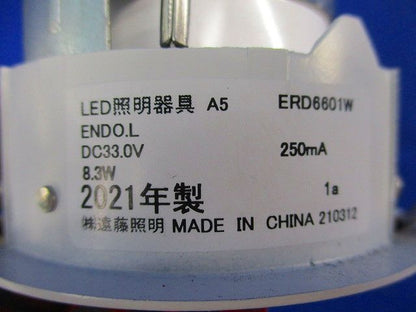 LED照明器具 A5 ERD6601W
ENDO.L
DC33.0V 250mA
8.3W
2021年製 1a
㈱遠藤照明 MADE IN CHINA 210312